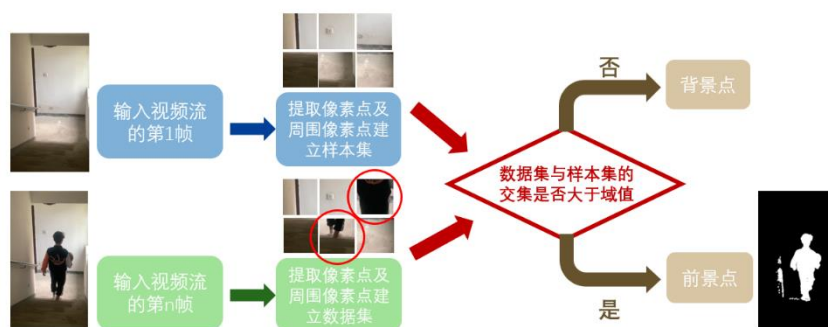 输入视频流
的第1帧
提取像素点及
周围像素点建
立样本集
否
背景点
数据集与样本集的
交集是否大于域值
输入视频流
的第n帧
提取像素点及
周围像素点建
立数据集
是
前景点